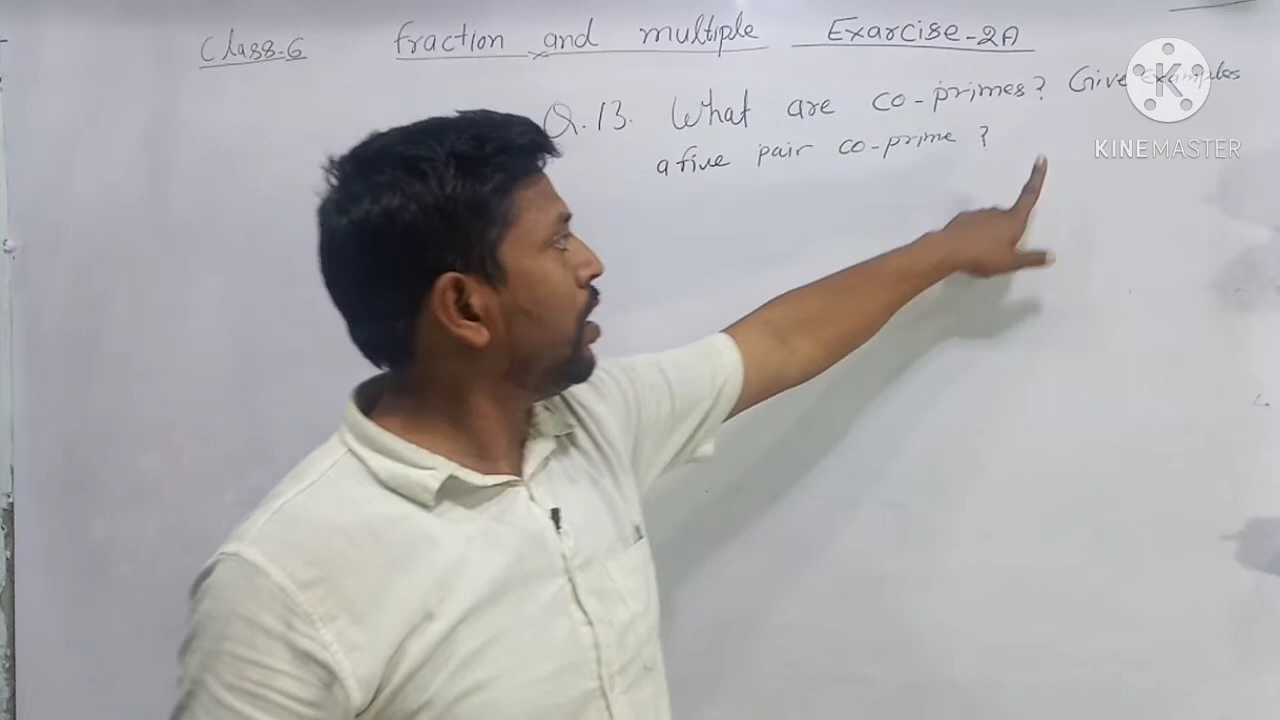 Class-6 fraction and multiple Exarcise-2A
Q.13. What are co-primes? Give Examples
a five pair co-prime ?
K
KINEMASTER